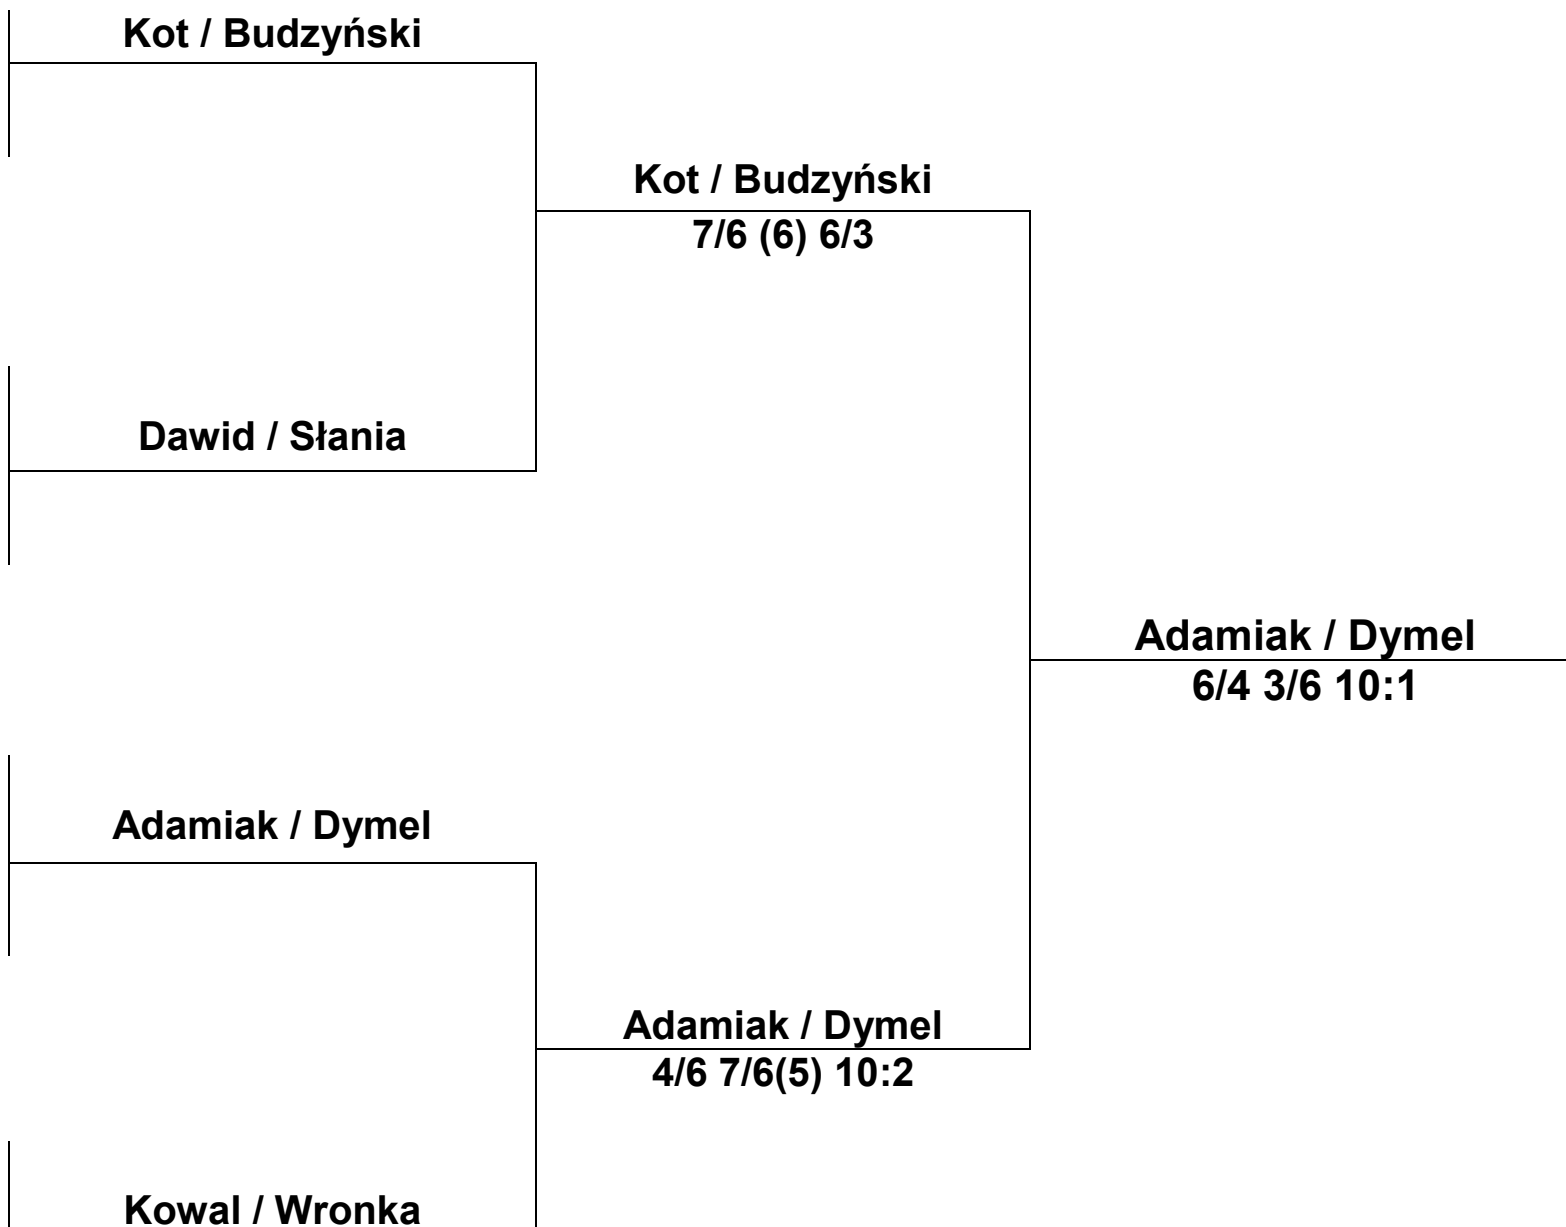 Kot / Budzyński
Kot / Budzyński
7/6 (6) 6/3
Dawid / Słania
Adamiak / Dymel
6/4 3/6 10:1
Adamiak / Dymel
Adamiak / Dymel
4/6 7/6(5) 10:2
Kowal / Wronka